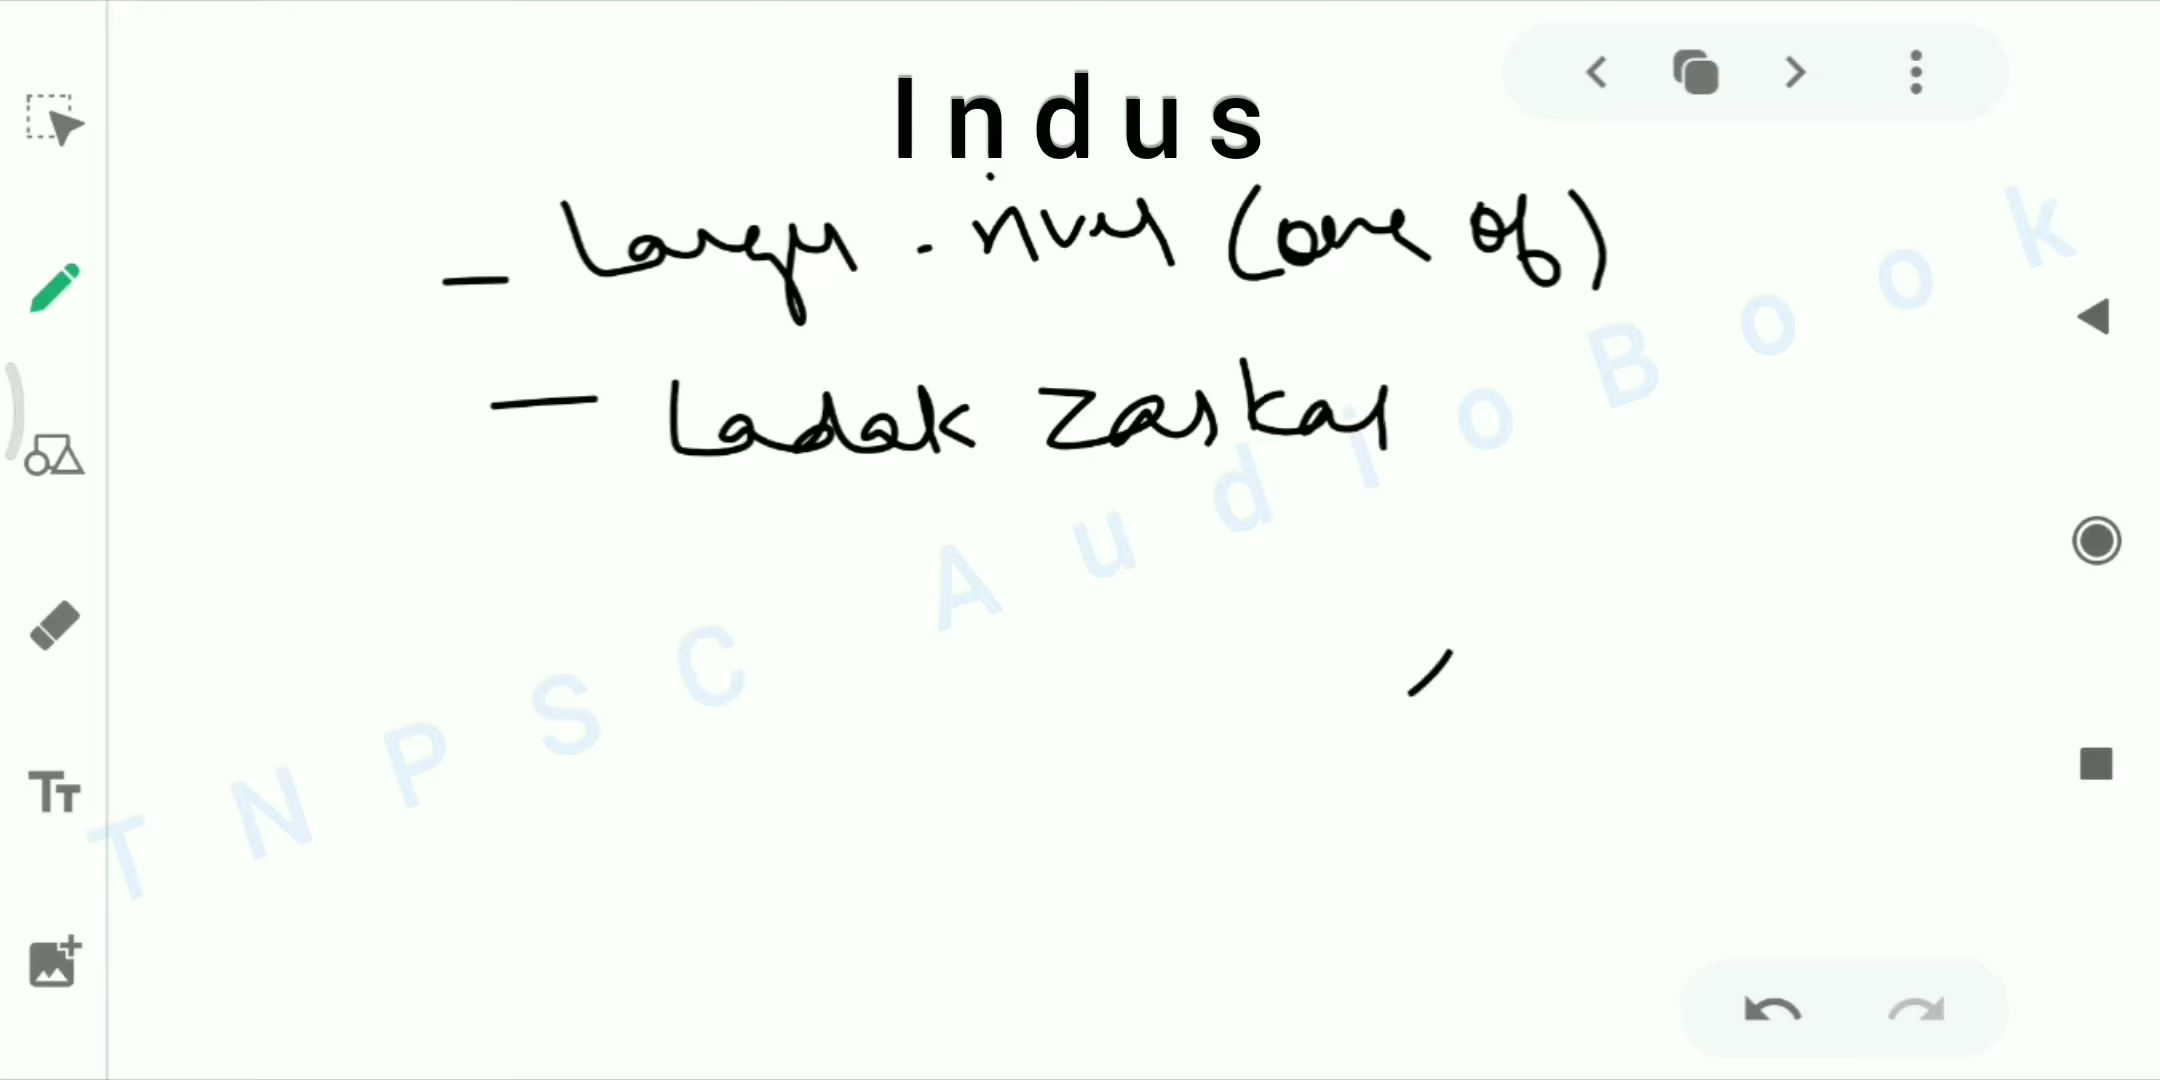 Indus
- Larger river (one of)
- Ladak Zaskar
TNPSC Audio Book